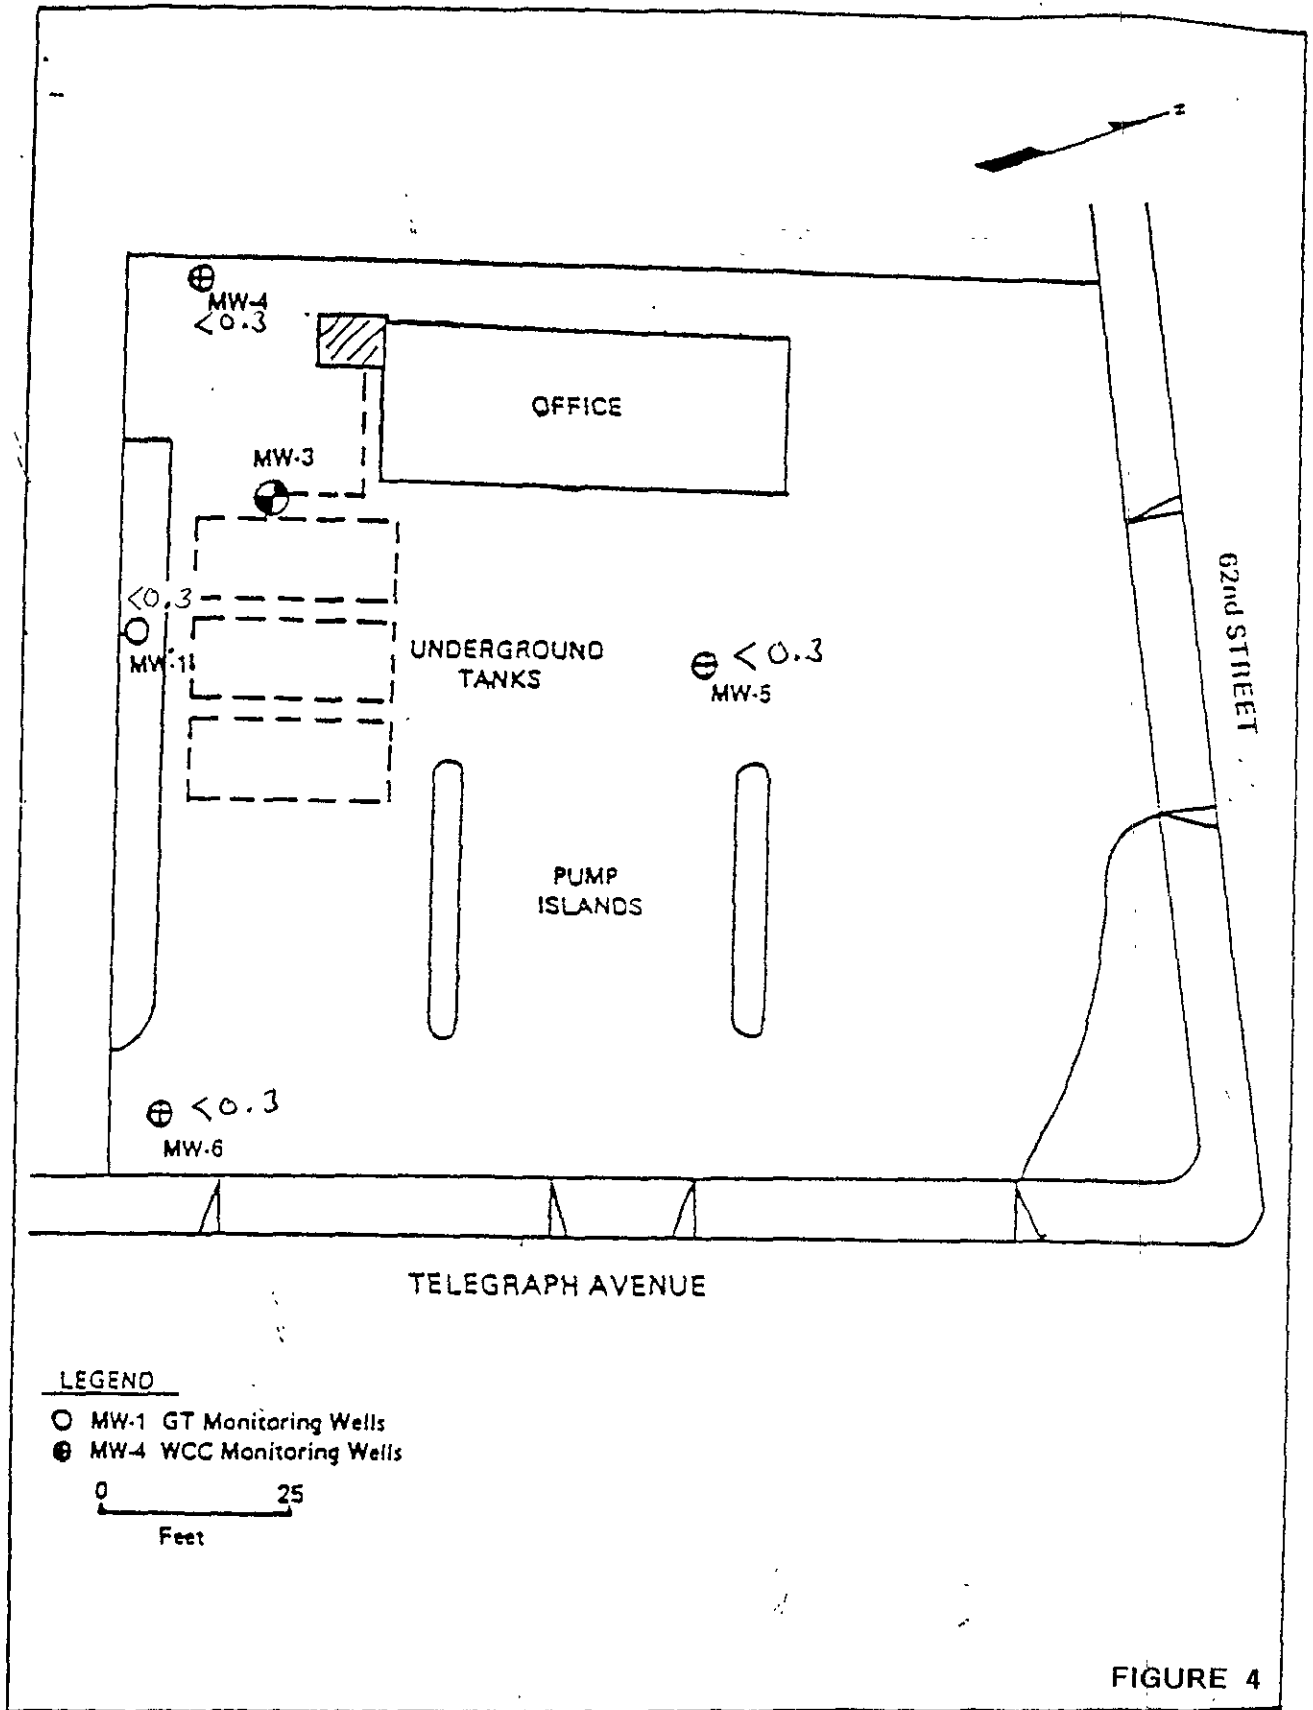 N
MW-4
<0.3
OFFICE
MW-3
<0.3
MW-1
UNDERGROUND
TANKS
<0.3
MW-5
62nd STREET
PUMP
ISLANDS
<0.3
MW-6
TELEGRAPH AVENUE
LEGEND
MW-1 GT Monitoring Wells
MW-4 WCC Monitoring Wells
0 25
Feet
FIGURE 4